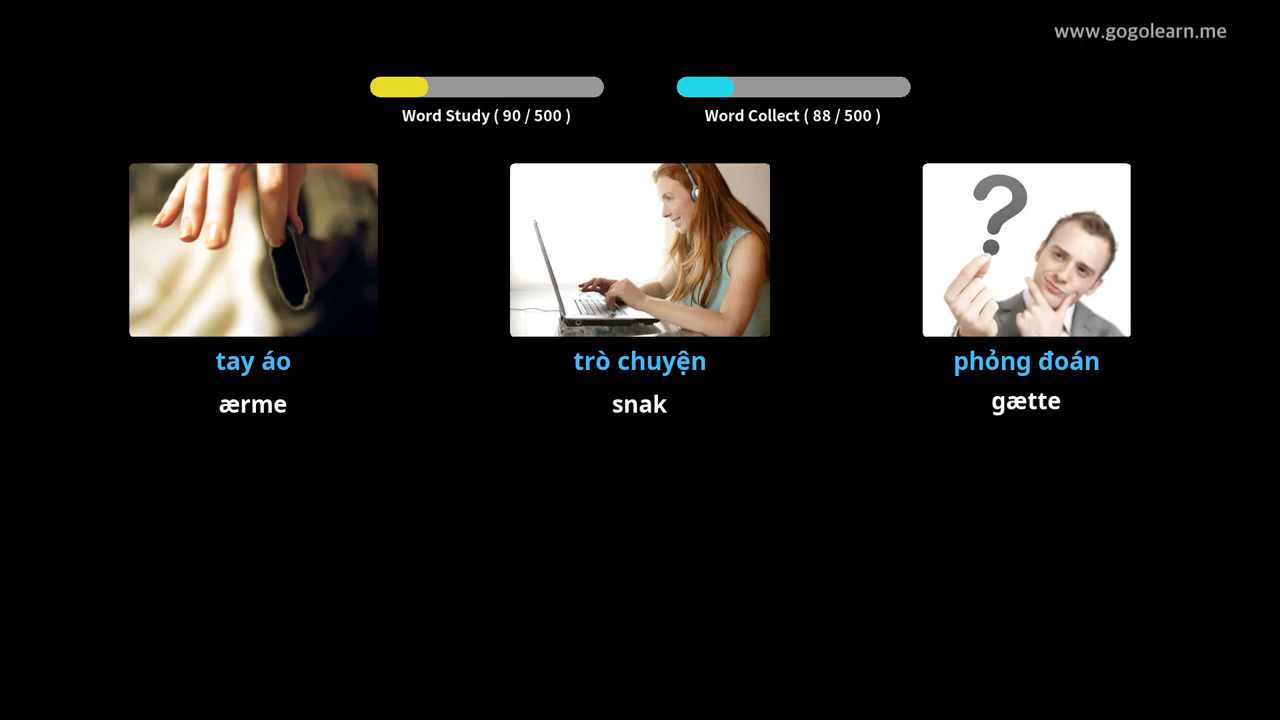 www.gogolearn.me
Word Study ( 90 / 500 )
Word Collect ( 88 / 500 )
tay áo
trò chuyện
phỏng đoán
ærme
snak
gætte